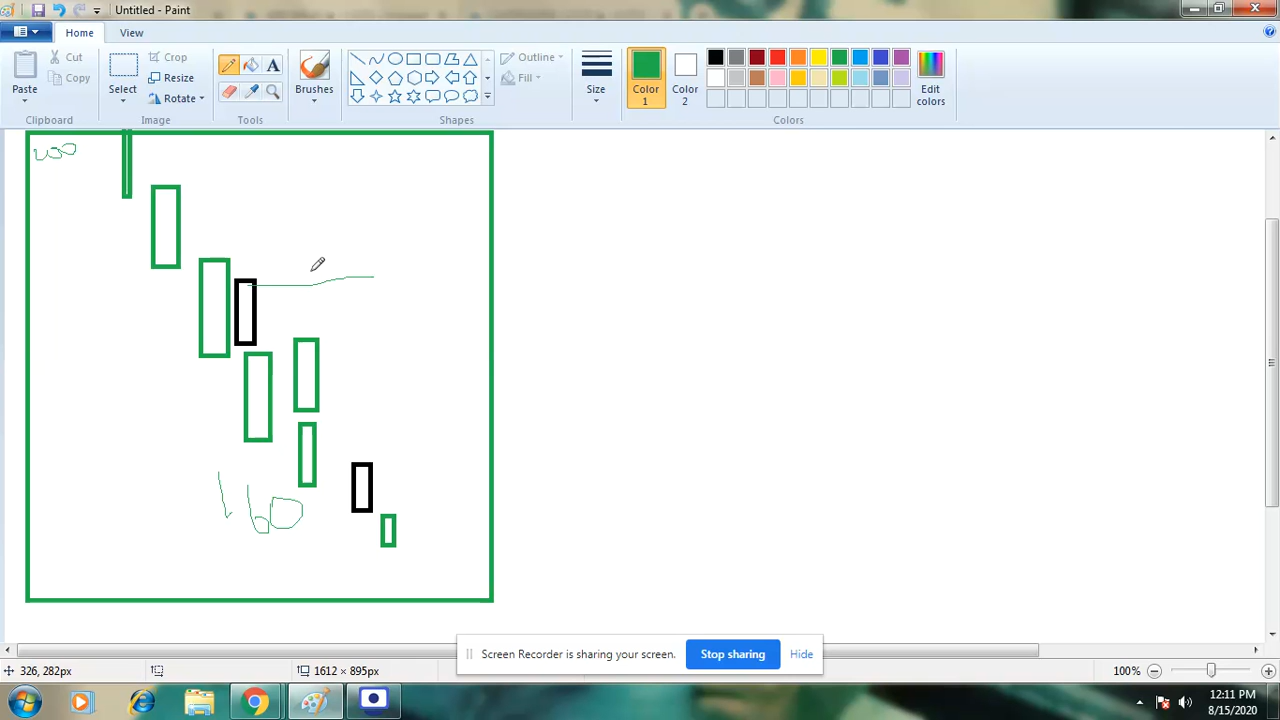 Untitled - Paint
Home View
Cut
Copy
Paste
Clipboard
Select
Crop
Resize
Rotate
Image
A
Tools
Brushes
Outline
Fill
Shapes
Size
Color 1
Color 2
Edit colors
Colors
160
Screen Recorder is sharing your screen. Stop sharing Hide
326, 282px 1612 × 895px 100%
12:11 PM
8/15/2020